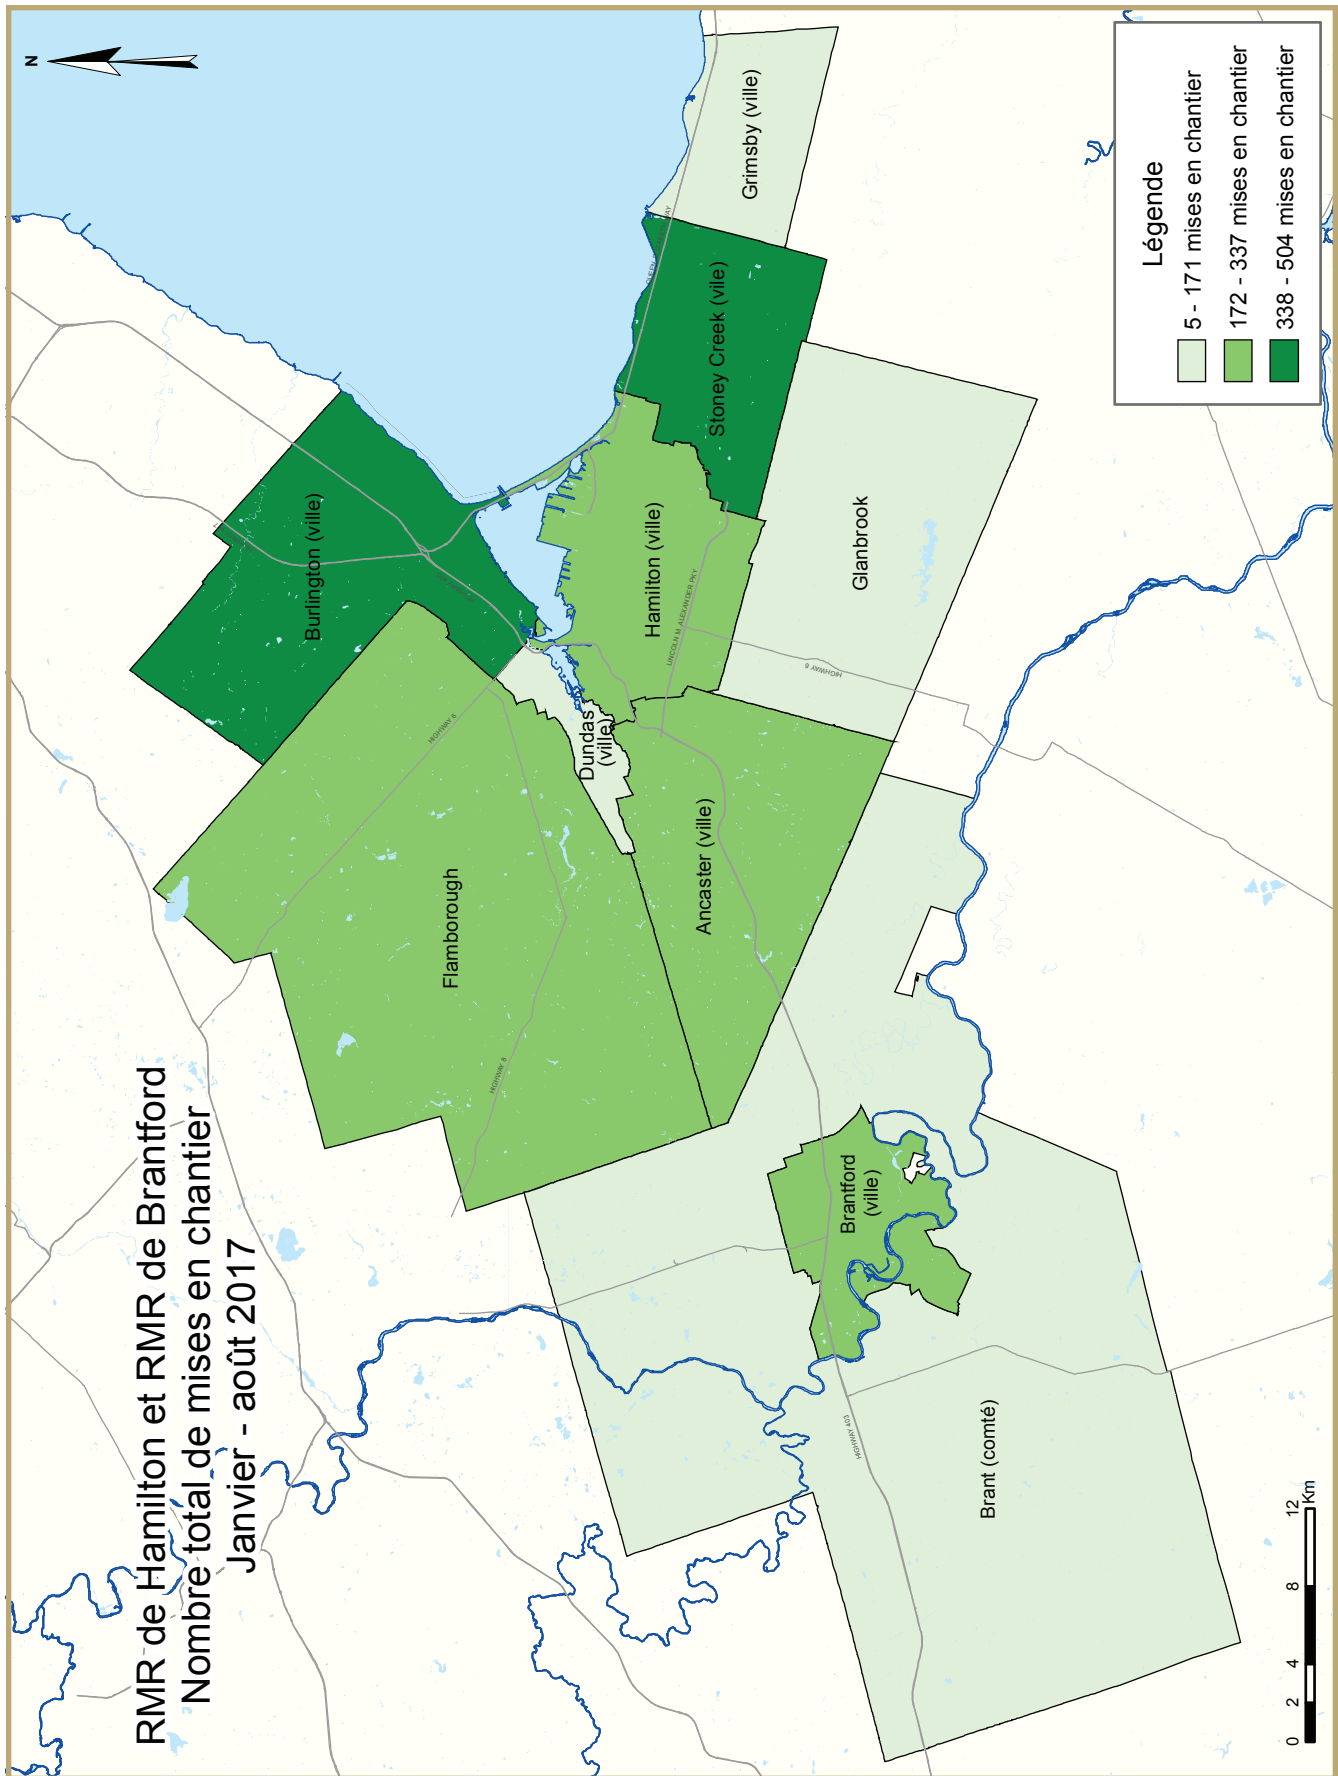 RMR de Hamilton et RMR de Brantford
Nombre total de mises en chantier
Janvier - août 2017
N
Burlington (ville)
Flamborough
HIGHWAY 6
HIGHWAY 8
Dundas
(ville)
Hamilton (ville)
LINCOLN M. ALEXANDER PKY
Stoney Creek (vile)
Grimsby (ville)
Ancaster (ville)
Glanbrook
HIGHWAY 6
Brantford
(ville)
HIGHWAY 403
Brant (comté)
Légende
5 - 171 mises en chantier
172 - 337 mises en chantier
338 - 504 mises en chantier
0 2 4 8 12
Km